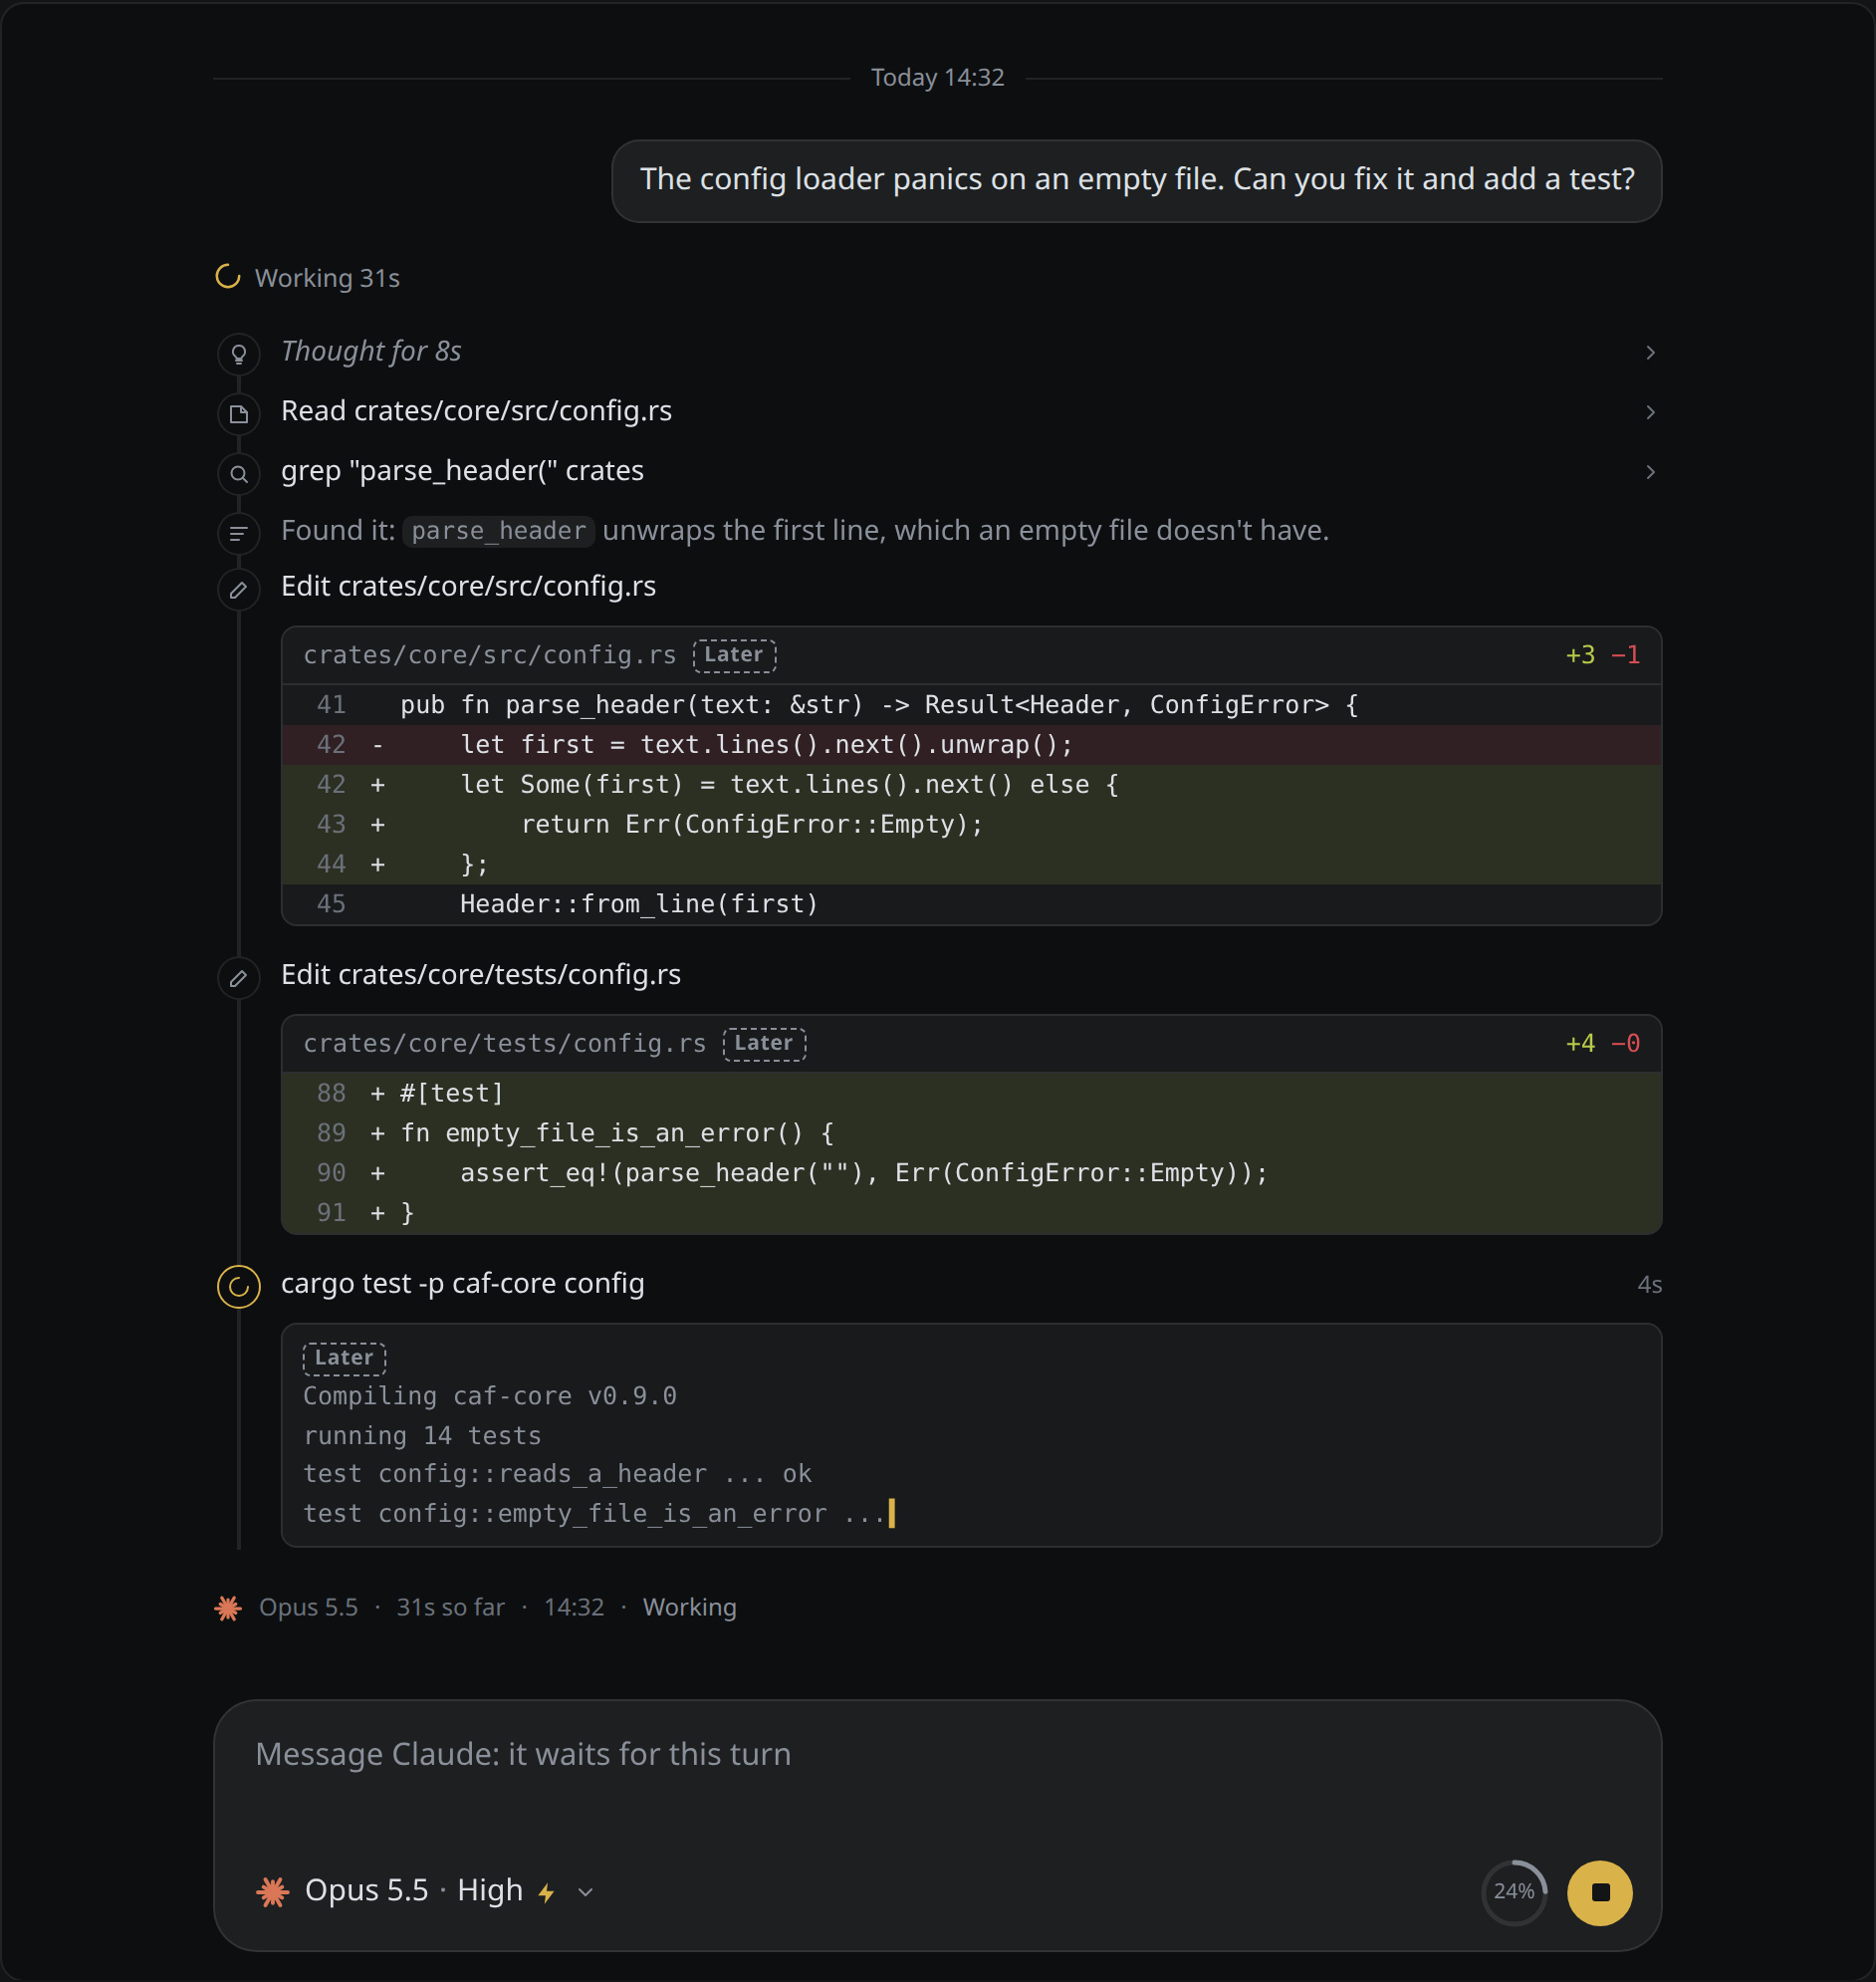 Today 14:32
The config loader panics on an empty file. Can you fix it and add a test?
Working 31s
Thought for 8s
Read crates/core/src/config.rs
grep "parse_header(" crates
Found it: parse_header unwraps the first line, which an empty file doesn't have.
Edit crates/core/src/config.rs
crates/core/src/config.rs Later +3 −1
41 pub fn parse_header(text: &str) -> Result<Header, ConfigError> {
42 -     let first = text.lines().next().unwrap();
42 +     let Some(first) = text.lines().next() else {
43 +         return Err(ConfigError::Empty);
44 +     };
45     Header::from_line(first)
Edit crates/core/tests/config.rs
crates/core/tests/config.rs Later +4 −0
88 + #[test]
89 + fn empty_file_is_an_error() {
90 +     assert_eq!(parse_header(""), Err(ConfigError::Empty));
91 + }
cargo test -p caf-core config 4s
Later
Compiling caf-core v0.9.0
running 14 tests
test config::reads_a_header ... ok
test config::empty_file_is_an_error ...
Opus 5.5 · 31s so far · 14:32 · Working
Message Claude: it waits for this turn
Opus 5.5 · High 24%